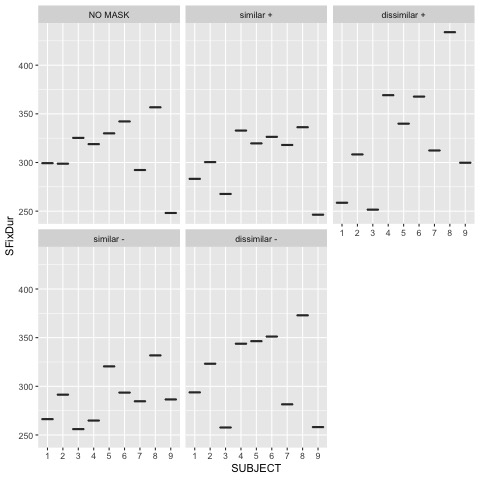 NO MASK
similar +
dissimilar +
400
350
300
250
1 2 3 4 5 6 7 8 9
similar -
dissimilar -
400
350
300
250
1 2 3 4 5 6 7 8 9
1 2 3 4 5 6 7 8 9
SFixDur
SUBJECT